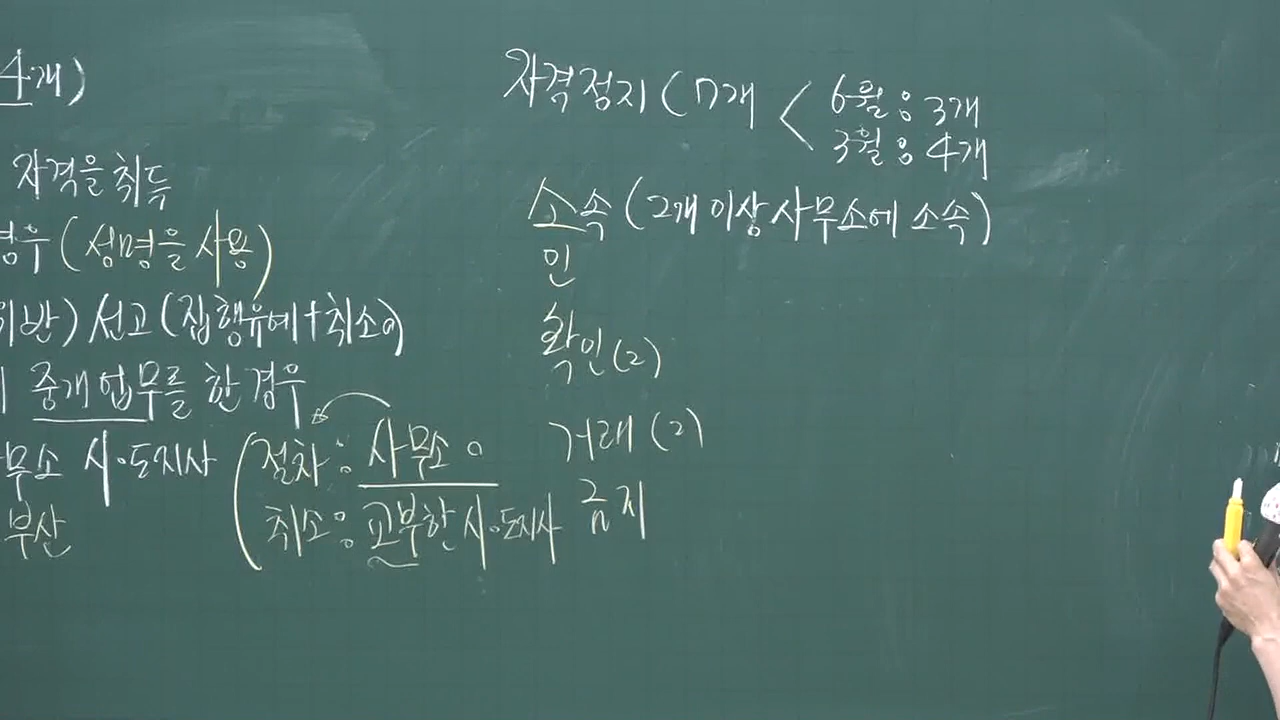 4개)
자격을 취득
경우 (성명을 사용)
위반) 선고 (집행유예+취소O)
중개업무를 한 경우
사무소 시·도지사 (절차: 사무소 O
부산 취소: 교부한 시·도지사
자격정지 (7개 < 6월: 3개
3월: 4개
소속 (2개 이상 사무소에 소속)
인
확인 (2)
거래 (2)
금지